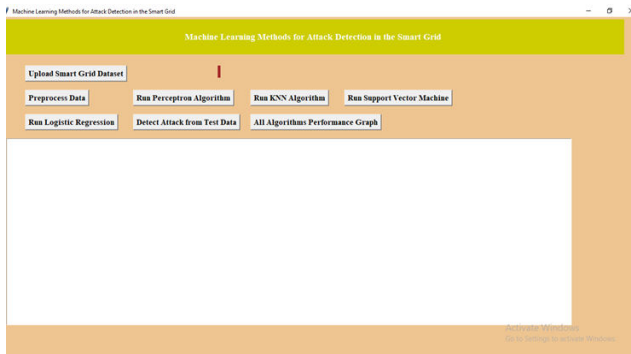 Machine Learning Methods for Attack Detection in the Smart Grid
Machine Learning Methods for Attack Detection in the Smart Grid
Upload Smart Grid Dataset
Preprocess Data Run Perceptron Algorithm Run KNN Algorithm Run Support Vector Machine
Run Logistic Regression Detect Attack from Test Data All Algorithms Performance Graph
Activate Windows
Go to Settings to activate Windows.